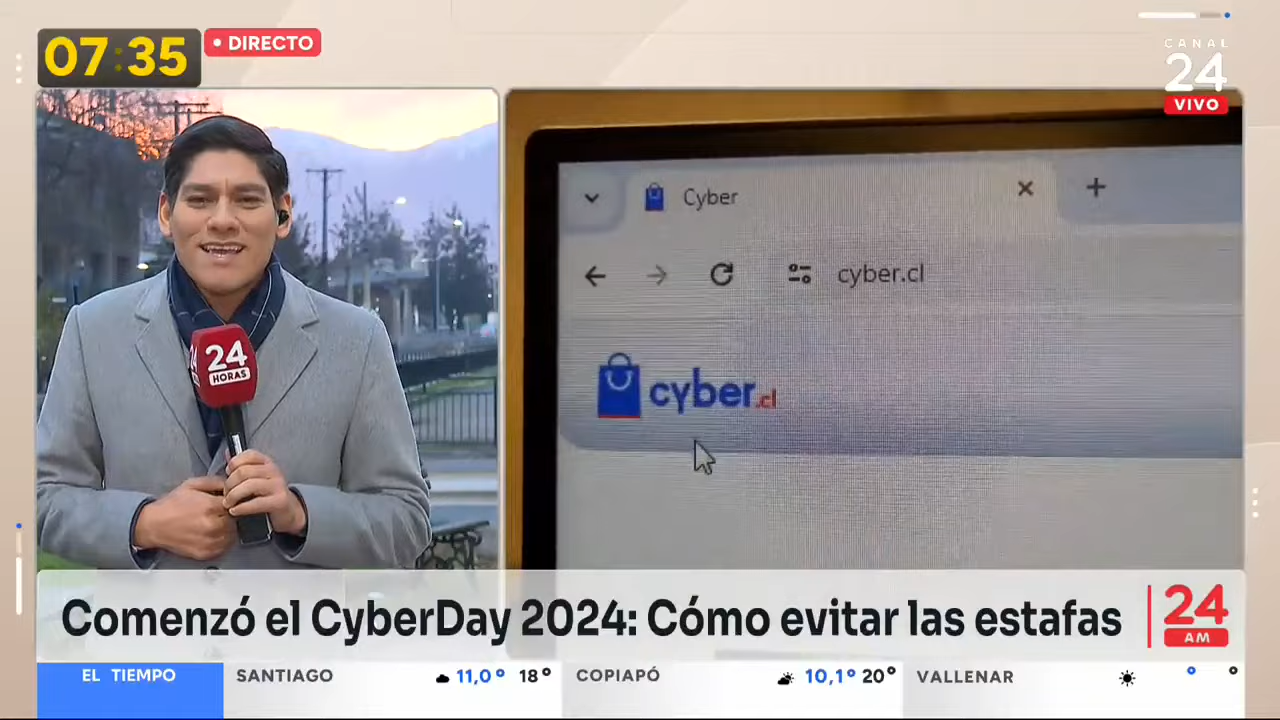 07:35
• DIRECTO
CANAL
24
VIVO
Cyber
cyber.cl
cyber.cl
24
HORAS
Comenzó el CyberDay 2024: Cómo evitar las estafas
24
AM
EL TIEMPO
SANTIAGO 11,0° 18°
COPIAPÓ 10,1° 20°
VALLENAR ° °